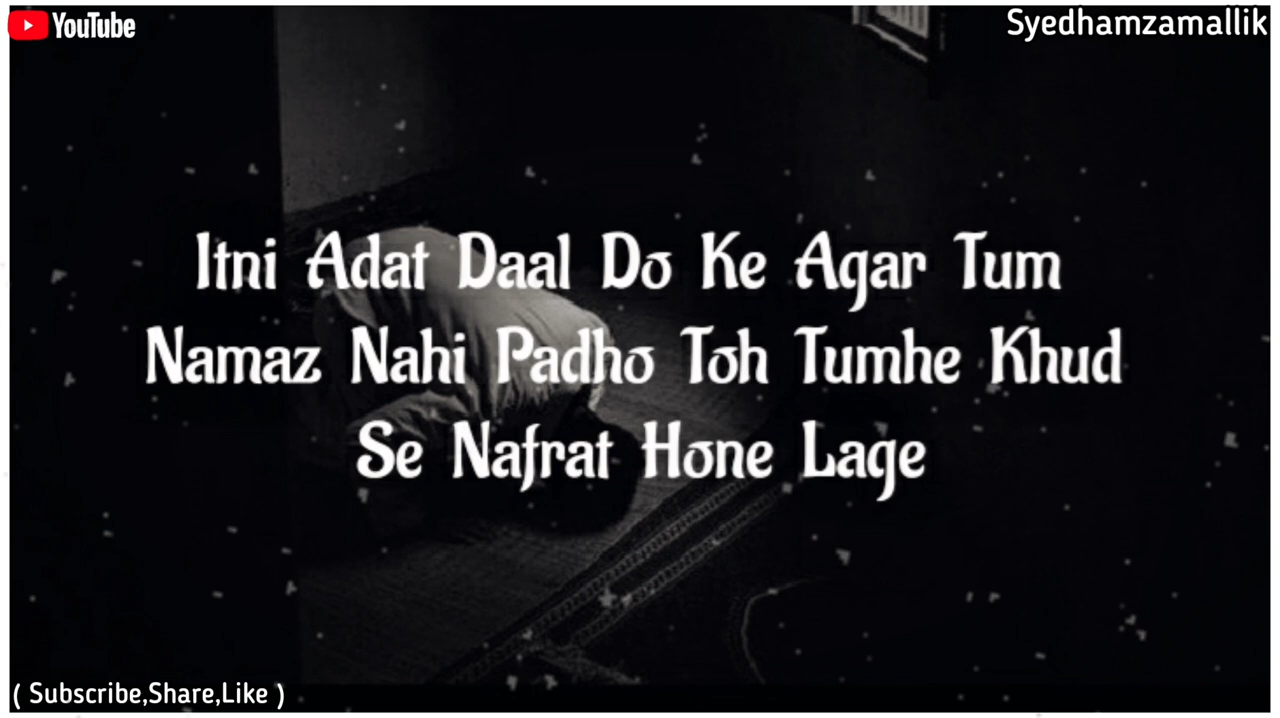 YouTube
Syedhamzamallik
Itni Adat Daal Do Ke Agar Tum
Namaz Nahi Padho Toh Tumhe Khud
Se Nafrat Hone Lage
( Subscribe,Share,Like )